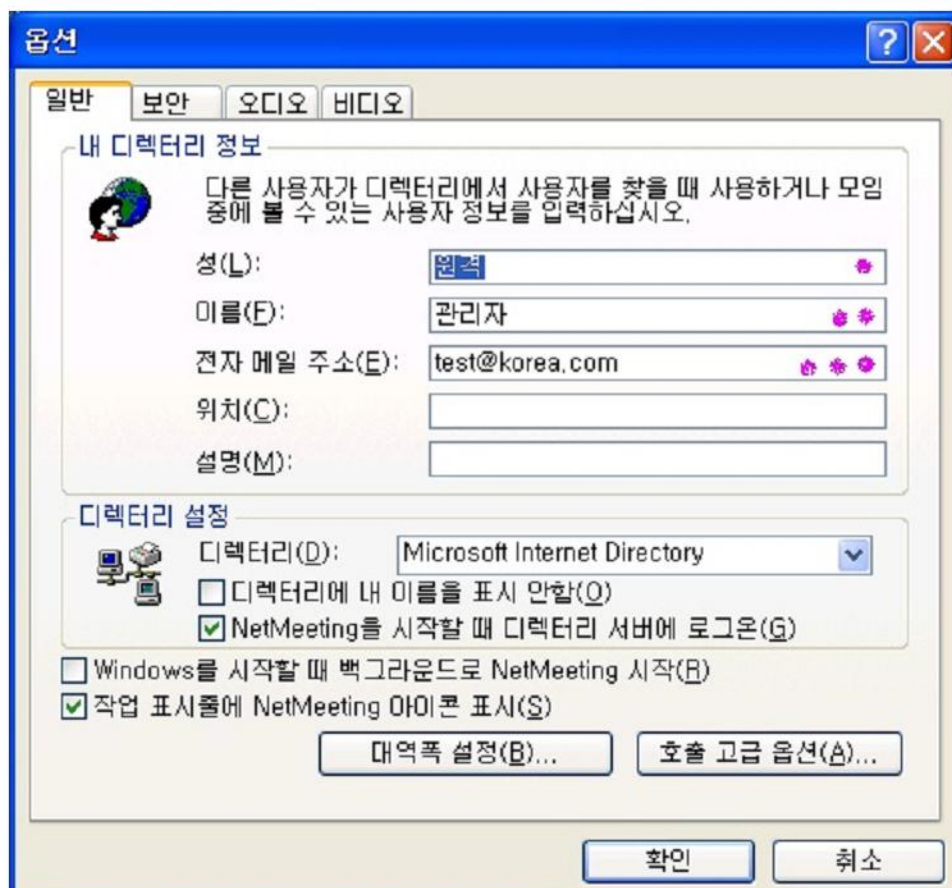 옵션
일반 보안 오디오 비디오
내 디렉터리 정보
다른 사용자가 디렉터리에서 사용자를 찾을 때 사용하거나 모임
중에 볼 수 있는 사용자 정보를 입력하십시오.
성(L): 원격
이름(F): 관리자
전자 메일 주소(E): test@korea.com
위치(C):
설명(M):
디렉터리 설정
디렉터리(D): Microsoft Internet Directory
디렉터리에 내 이름을 표시 안함(O)
NetMeeting을 시작할 때 디렉터리 서버에 로그온(G)
Windows를 시작할 때 백그라운드로 NetMeeting 시작(R)
작업 표시줄에 NetMeeting 아이콘 표시(S)
대역폭 설정(B)... 호출 고급 옵션(A)...
확인 취소